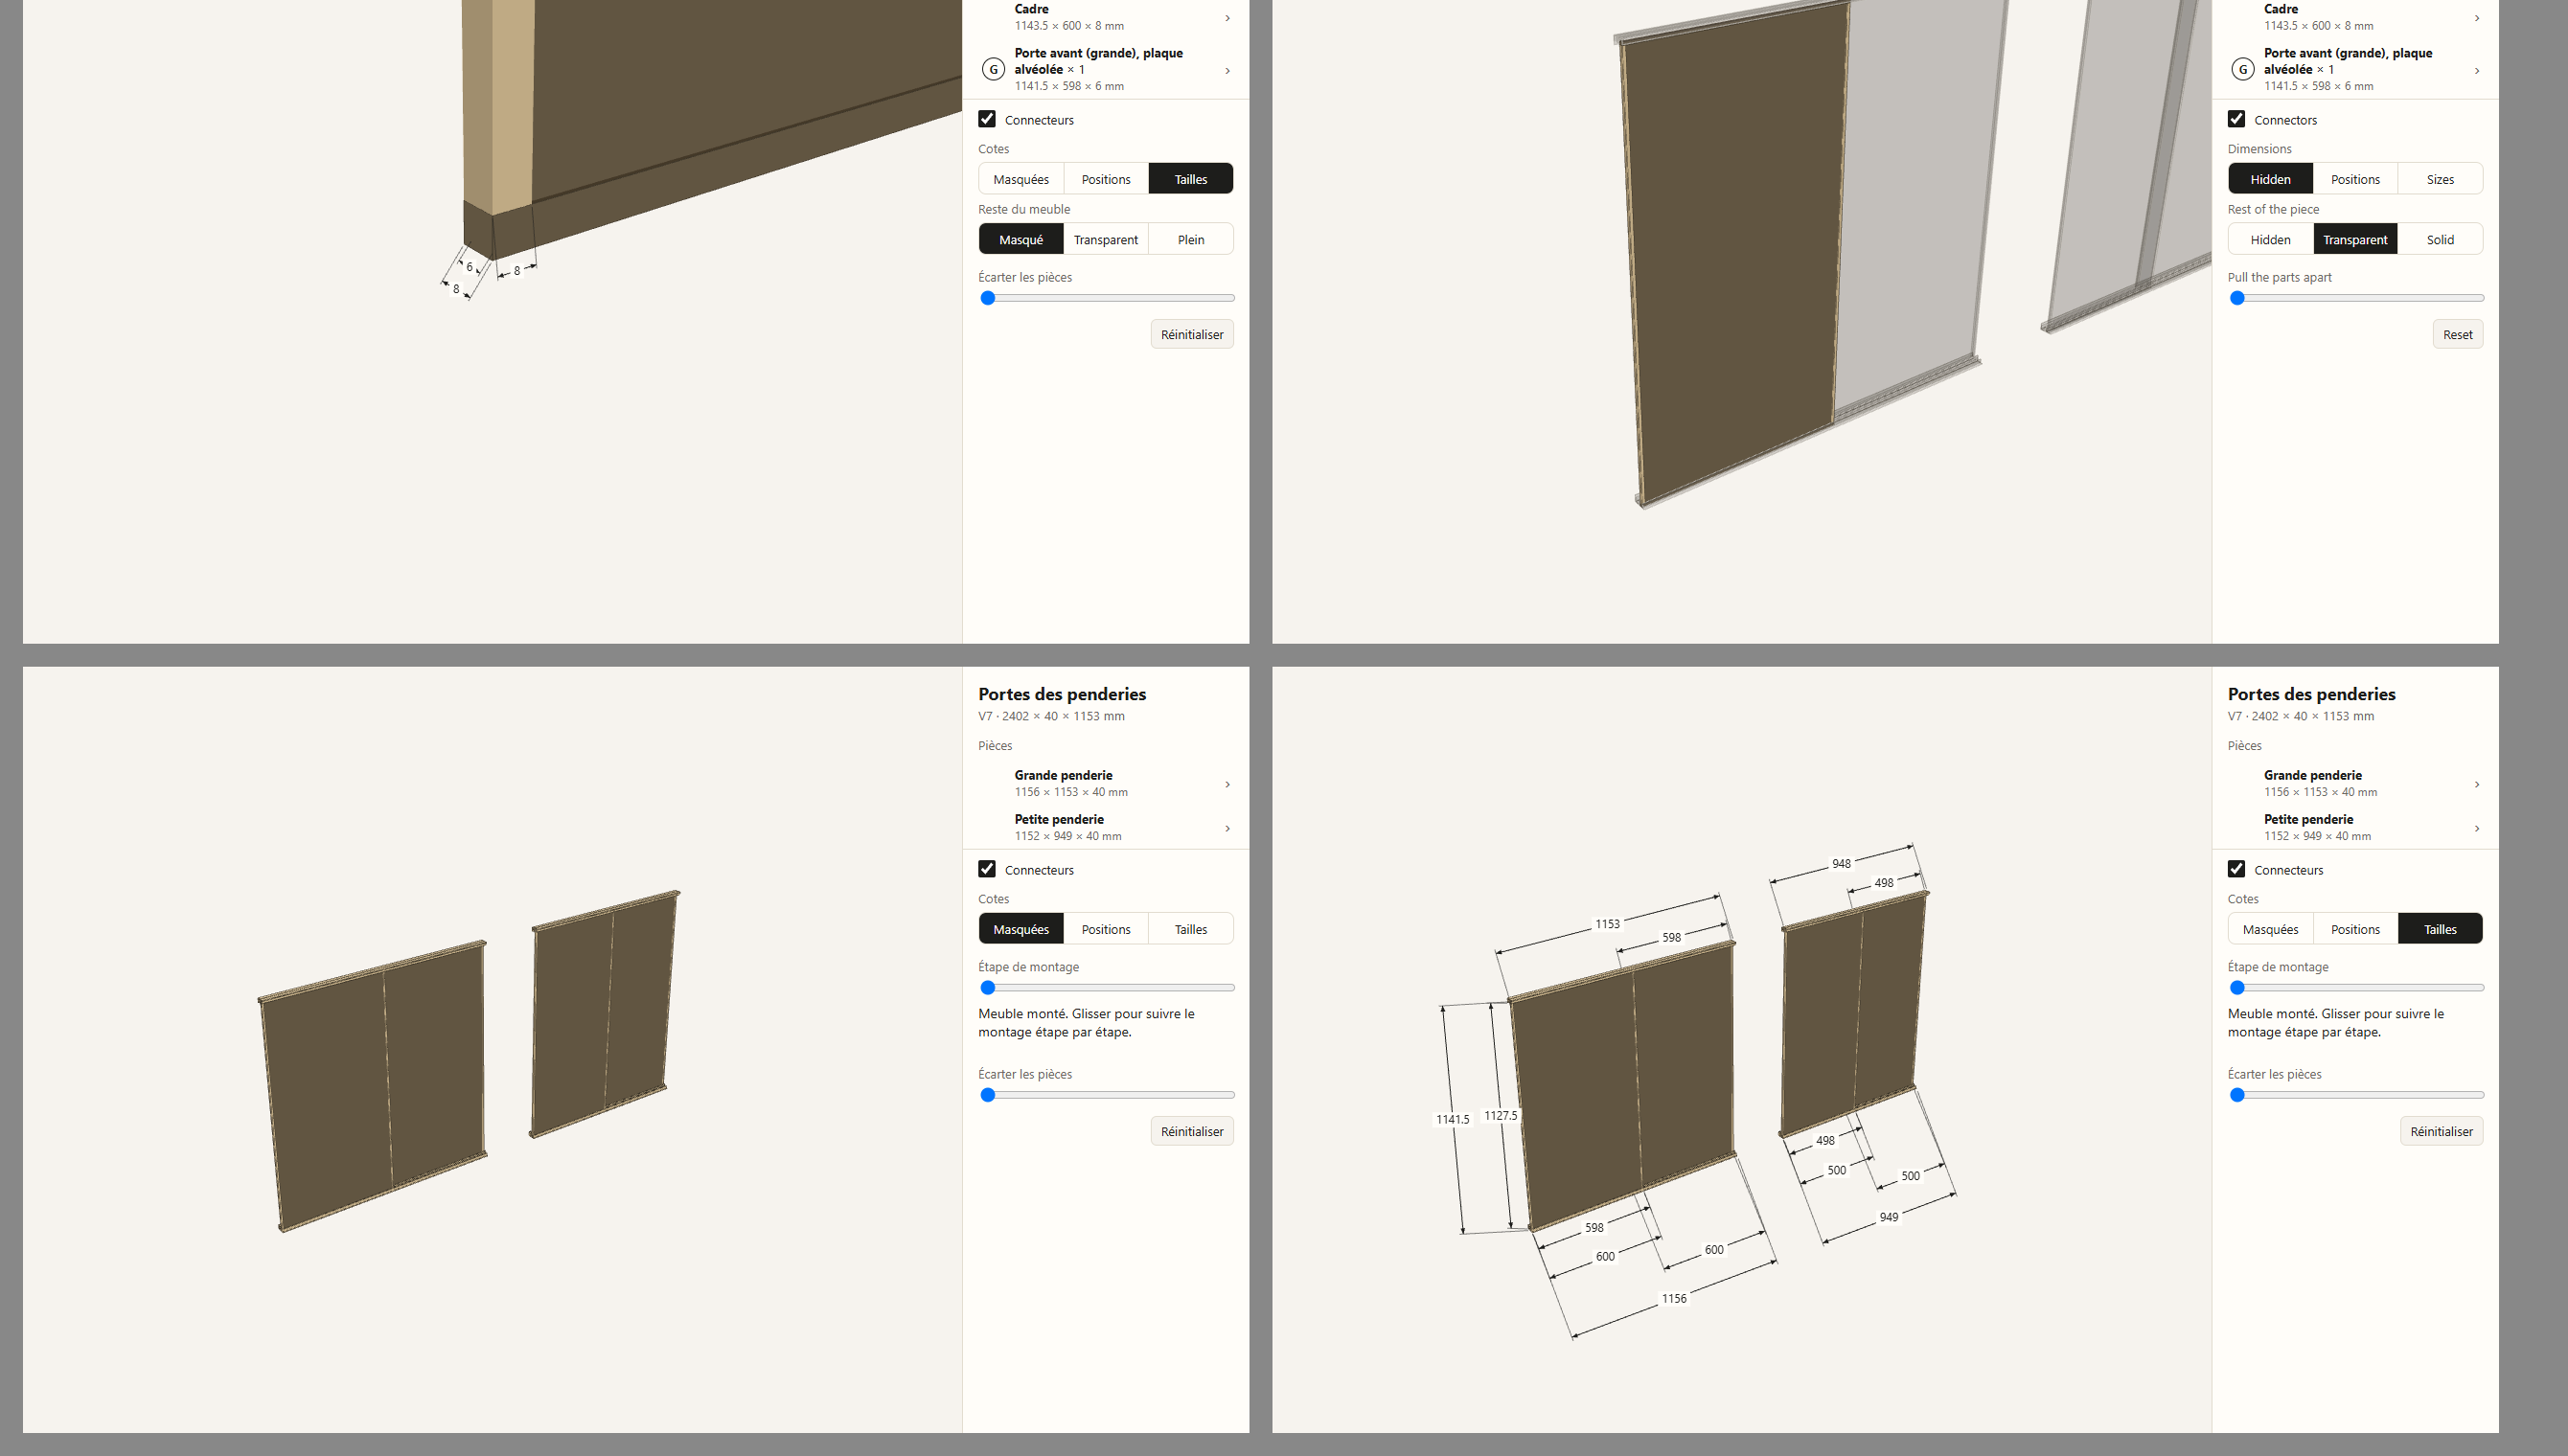 Cadre
1143.5 × 600 × 8 mm
G
Porte avant (grande), plaque
alvéolée × 1
1141.5 × 598 × 6 mm
Connecteurs
Cotes
Masquées
Positions
Tailles
Reste du meuble
Masqué
Transparent
Plein
Écarter les pièces
Réinitialiser
6
8
8
Cadre
1143.5 × 600 × 8 mm
G
Porte avant (grande), plaque
alvéolée × 1
1141.5 × 598 × 6 mm
Connectors
Dimensions
Hidden
Positions
Sizes
Rest of the piece
Hidden
Transparent
Solid
Pull the parts apart
Reset
Portes des penderies
V7 · 2402 × 40 × 1153 mm
Pièces
Grande penderie
1156 × 1153 × 40 mm
Petite penderie
1152 × 949 × 40 mm
Connecteurs
Cotes
Masquées
Positions
Tailles
Étape de montage
Meuble monté. Glisser pour suivre le
montage étape par étape.
Écarter les pièces
Réinitialiser
948
498
1153
598
1141.5
1127.5
498
500
500
949
598
600
600
1156
Portes des penderies
V7 · 2402 × 40 × 1153 mm
Pièces
Grande penderie
1156 × 1153 × 40 mm
Petite penderie
1152 × 949 × 40 mm
Connecteurs
Cotes
Masquées
Positions
Tailles
Étape de montage
Meuble monté. Glisser pour suivre le
montage étape par étape.
Écarter les pièces
Réinitialiser